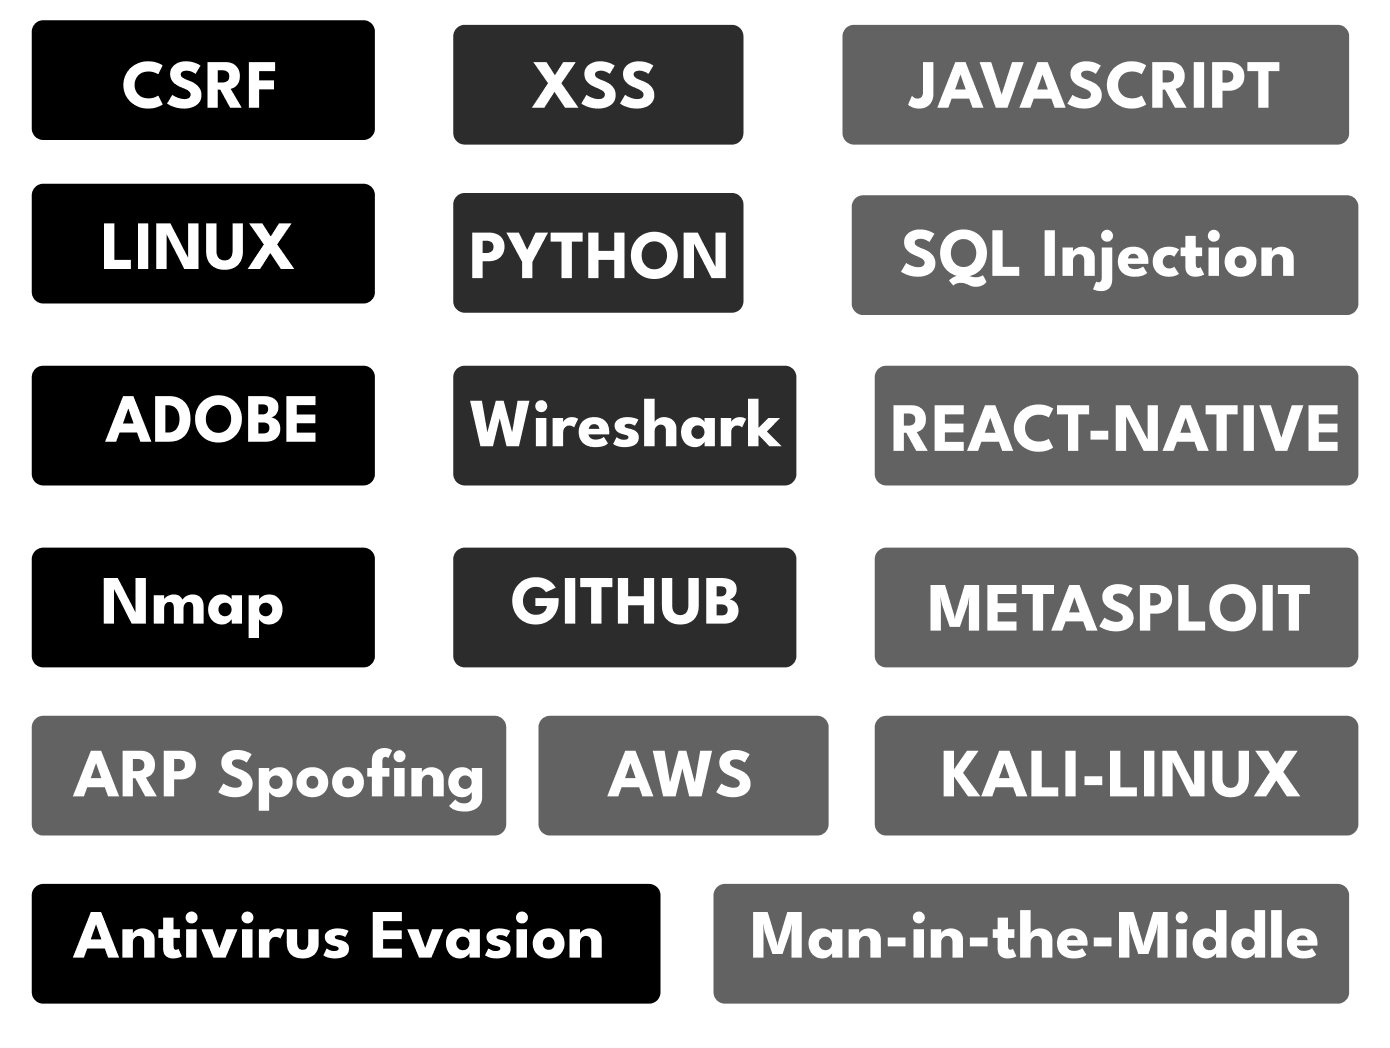 CSRF
XSS
JAVASCRIPT
LINUX
PYTHON
SQL Injection
ADOBE
Wireshark
REACT-NATIVE
Nmap
GITHUB
METASPLOIT
ARP Spoofing
AWS
KALI-LINUX
Antivirus Evasion
Man-in-the-Middle